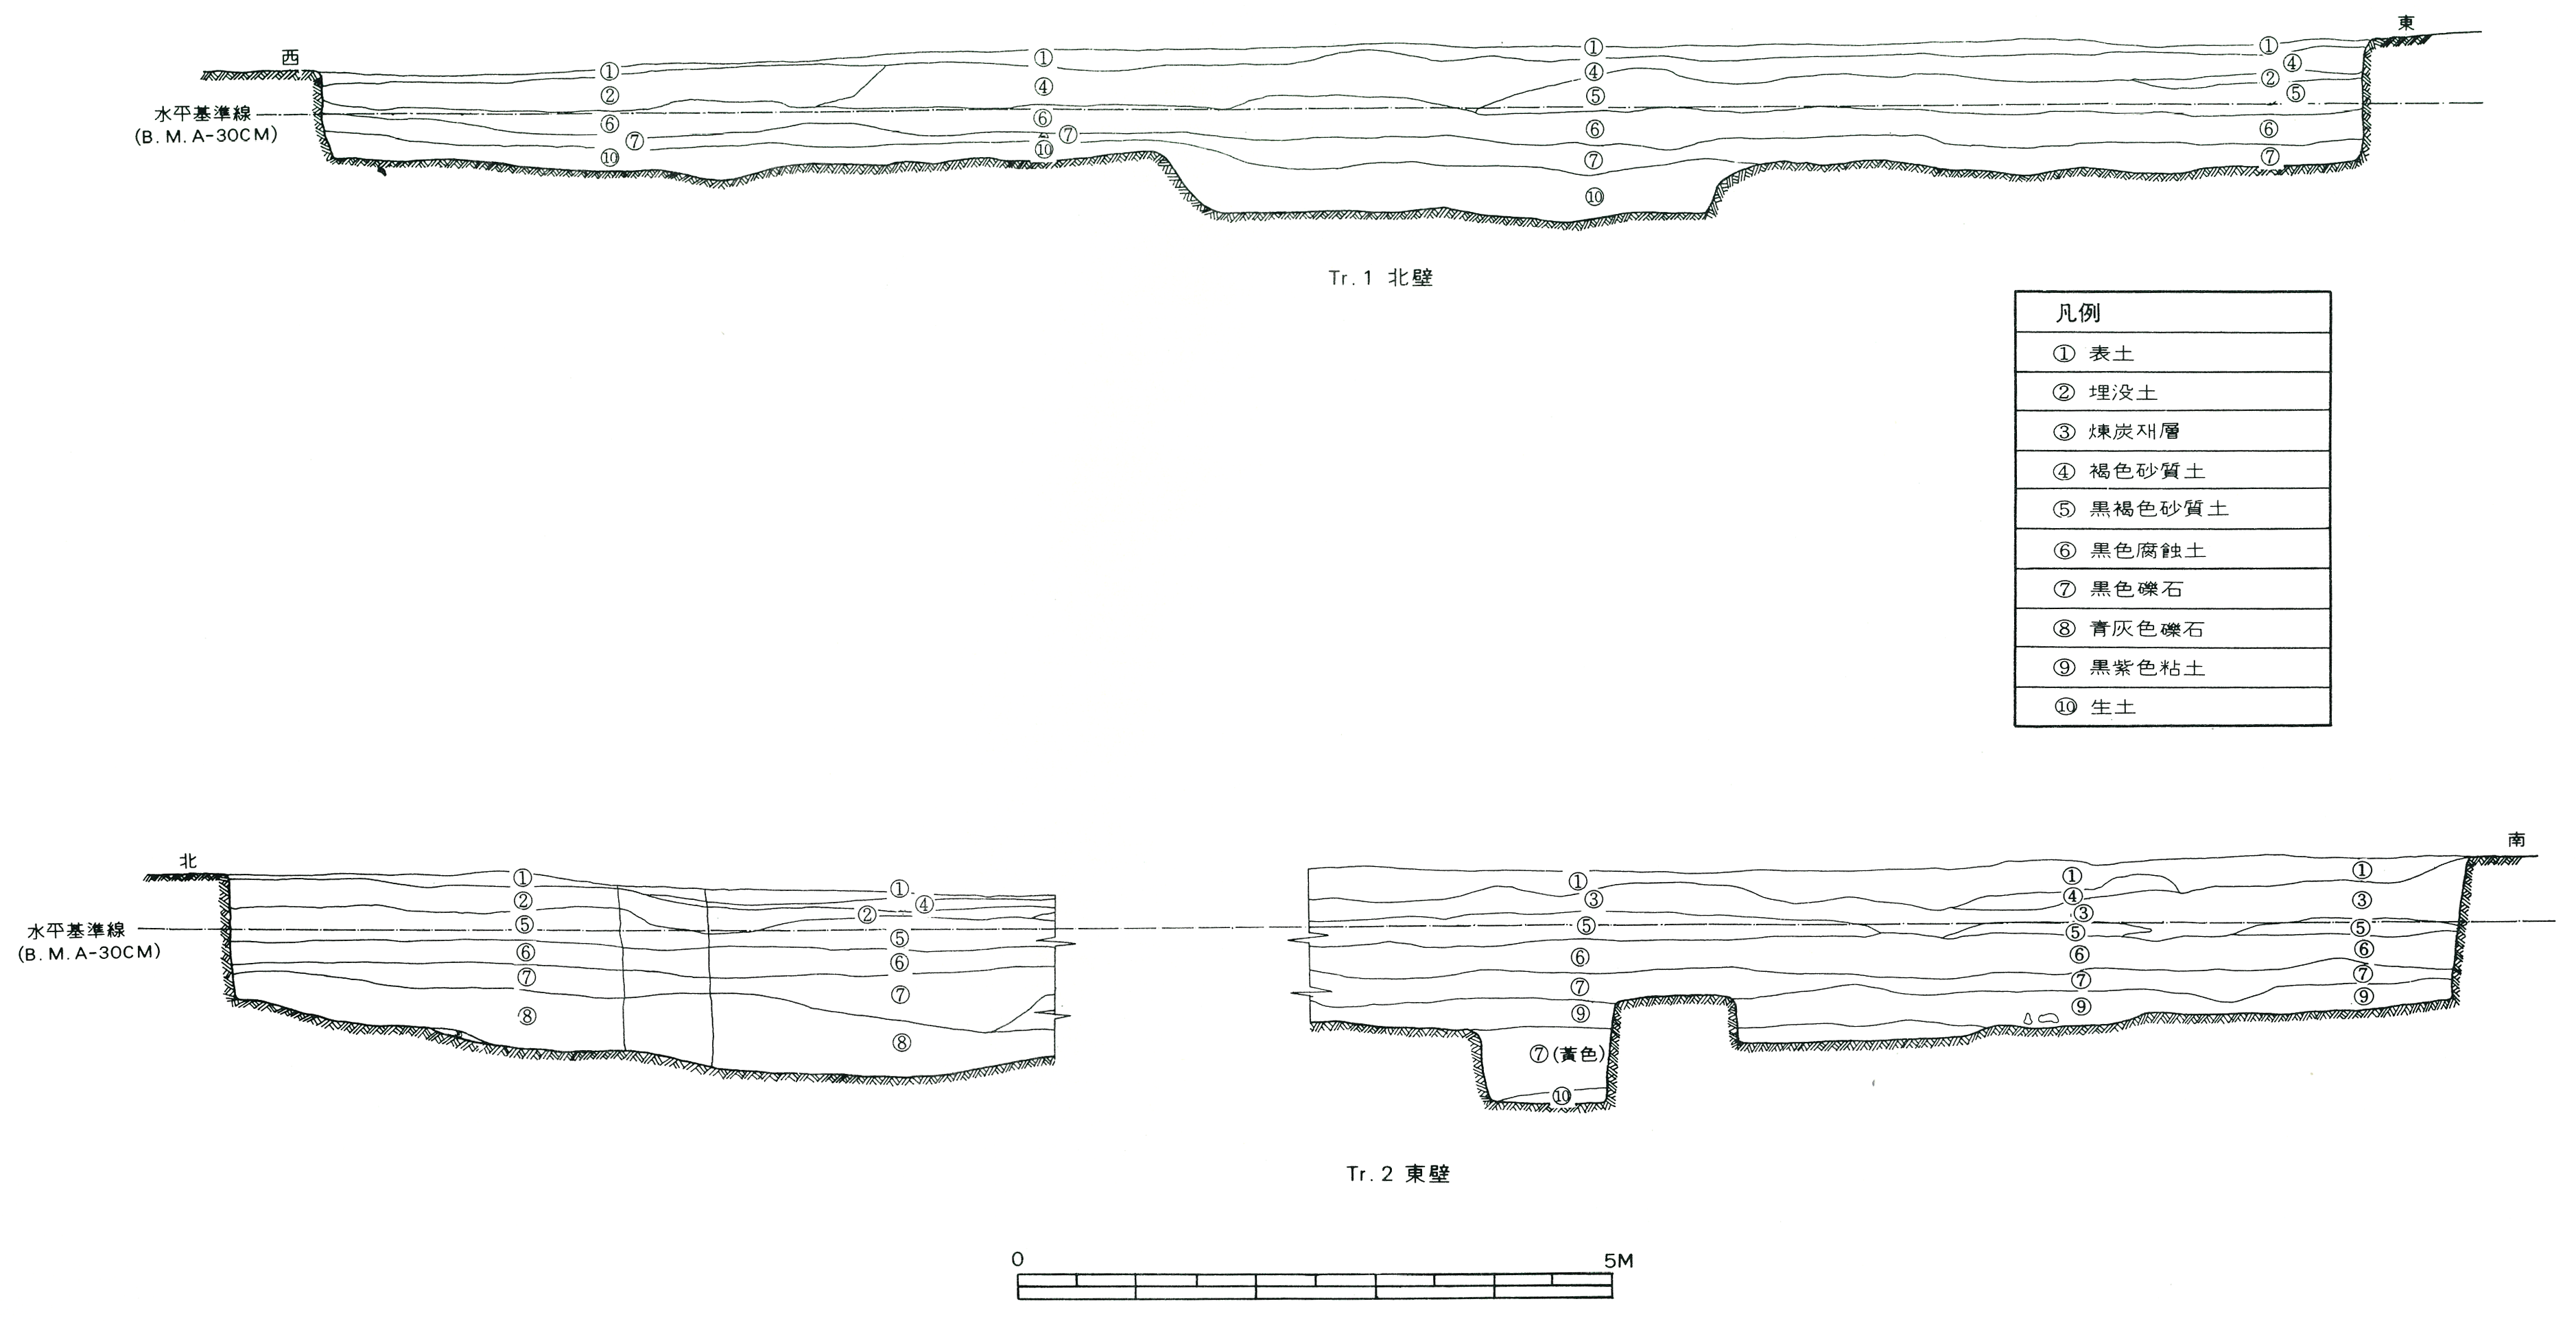 西
東
① ① ① ①
④
② ④ ④ ②
⑤ ⑤
水平基準線
(B.M.A-30CM)
⑥ ⑥ ⑥ ⑥
⑦ ⑦ ⑦ ⑦
⑩ ⑩ ⑩
Tr.1 北壁
凡例
① 表土
② 埋没土
③ 煉炭재層
④ 褐色砂質土
⑤ 黒褐色砂質土
⑥ 黒色腐蝕土
⑦ 黒色礫石
⑧ 青灰色礫石
⑨ 黒紫色粘土
⑩ 生土
北
南
① ① ① ① ①
② ④ ③ ④ ③
② ③
⑤ ⑤ ⑤ ⑤ ⑤
水平基準線
(B.M.A-30CM)
⑥ ⑥ ⑥ ⑥ ⑥
⑦ ⑦ ⑦ ⑦ ⑦
⑧ ⑧ ⑨ ⑨ ⑨
⑦(黃色)
⑩
Tr.2 東壁
0 5M